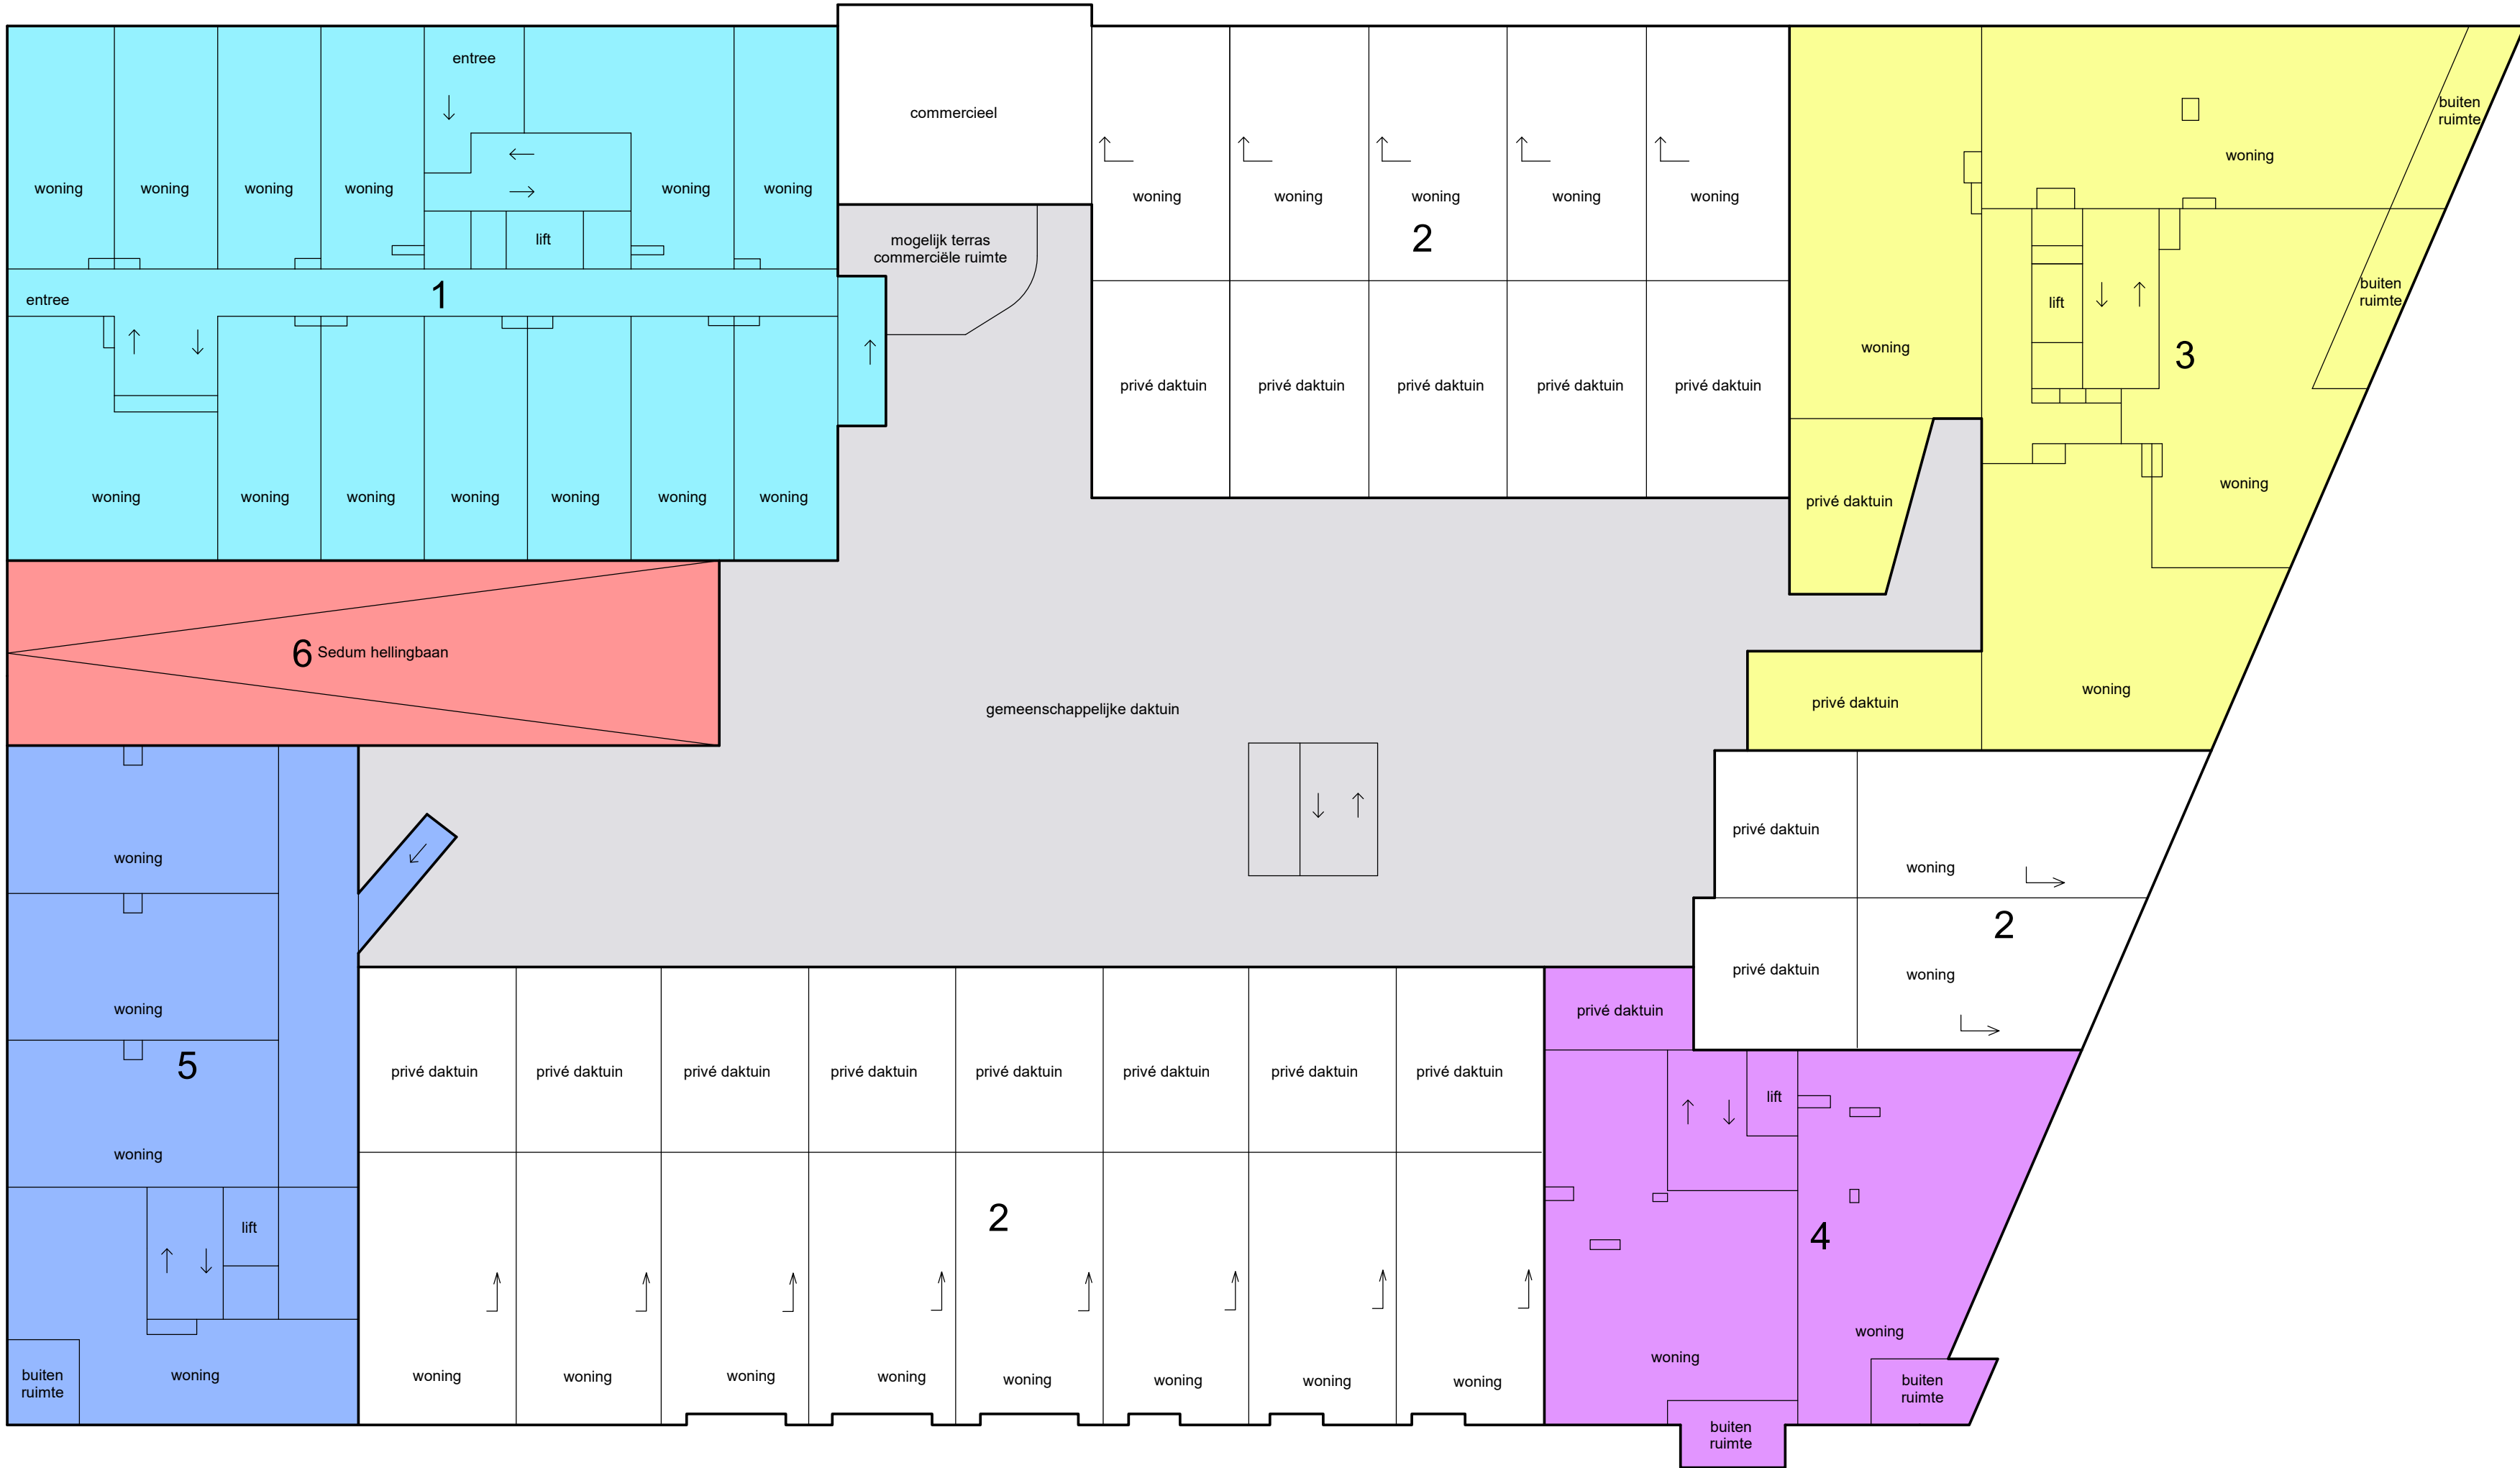 entree
commercieel
buiten
ruimte
woning
woning
woning
woning
woning
woning
woning
woning
woning
woning
woning
woning
lift
mogelijk terras
commerciële ruimte
2
entree
1
buiten
ruimte
lift
woning
3
privé daktuin
privé daktuin
privé daktuin
privé daktuin
privé daktuin
woning
woning
woning
woning
woning
woning
woning
privé daktuin
woning
6 Sedum hellingbaan
gemeenschappelijke daktuin
privé daktuin
woning
woning
privé daktuin
woning
2
woning
privé daktuin
woning
privé daktuin
5
privé daktuin
privé daktuin
privé daktuin
privé daktuin
privé daktuin
privé daktuin
privé daktuin
privé daktuin
lift
woning
lift
2
4
woning
woning
buiten
ruimte
woning
woning
woning
woning
woning
woning
woning
woning
woning
buiten
ruimte
buiten
ruimte